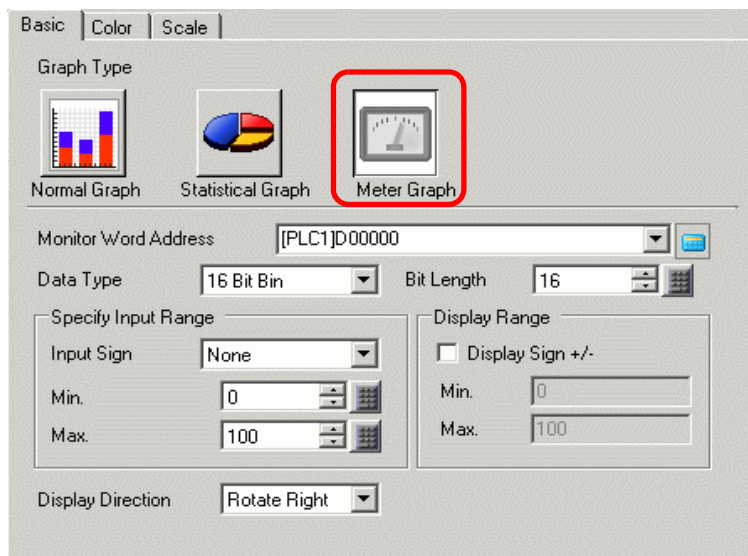 Basic Color Scale
Graph Type
Normal Graph Statistical Graph Meter Graph
Monitor Word Address [PLC1]D00000
Data Type 16 Bit Bin Bit Length 16
Specify Input Range Display Range
Input Sign None Display Sign +/-
Min. 0 Min. 0
Max. 100 Max. 100
Display Direction Rotate Right